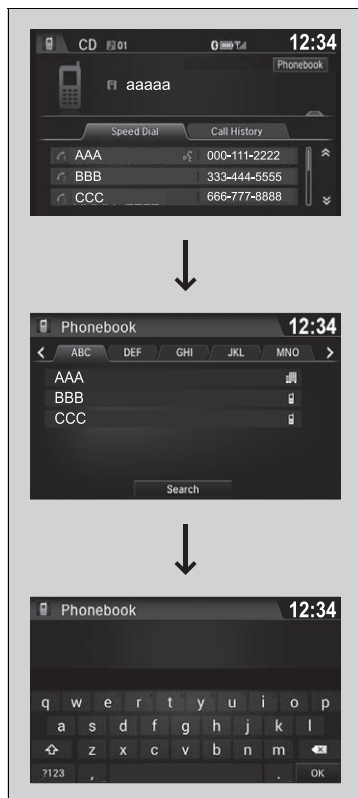 CD 01 12:34
Phonebook
aaaaa
Speed Dial Call History
AAA 000-111-2222
BBB 333-444-5555
CCC 666-777-8888
Phonebook 12:34
ABC DEF GHI JKL MNO
AAA
BBB
CCC
Search
Phonebook 12:34
q w e r t y u i o p
a s d f g h j k l
z x c v b n m
?123 , . OK